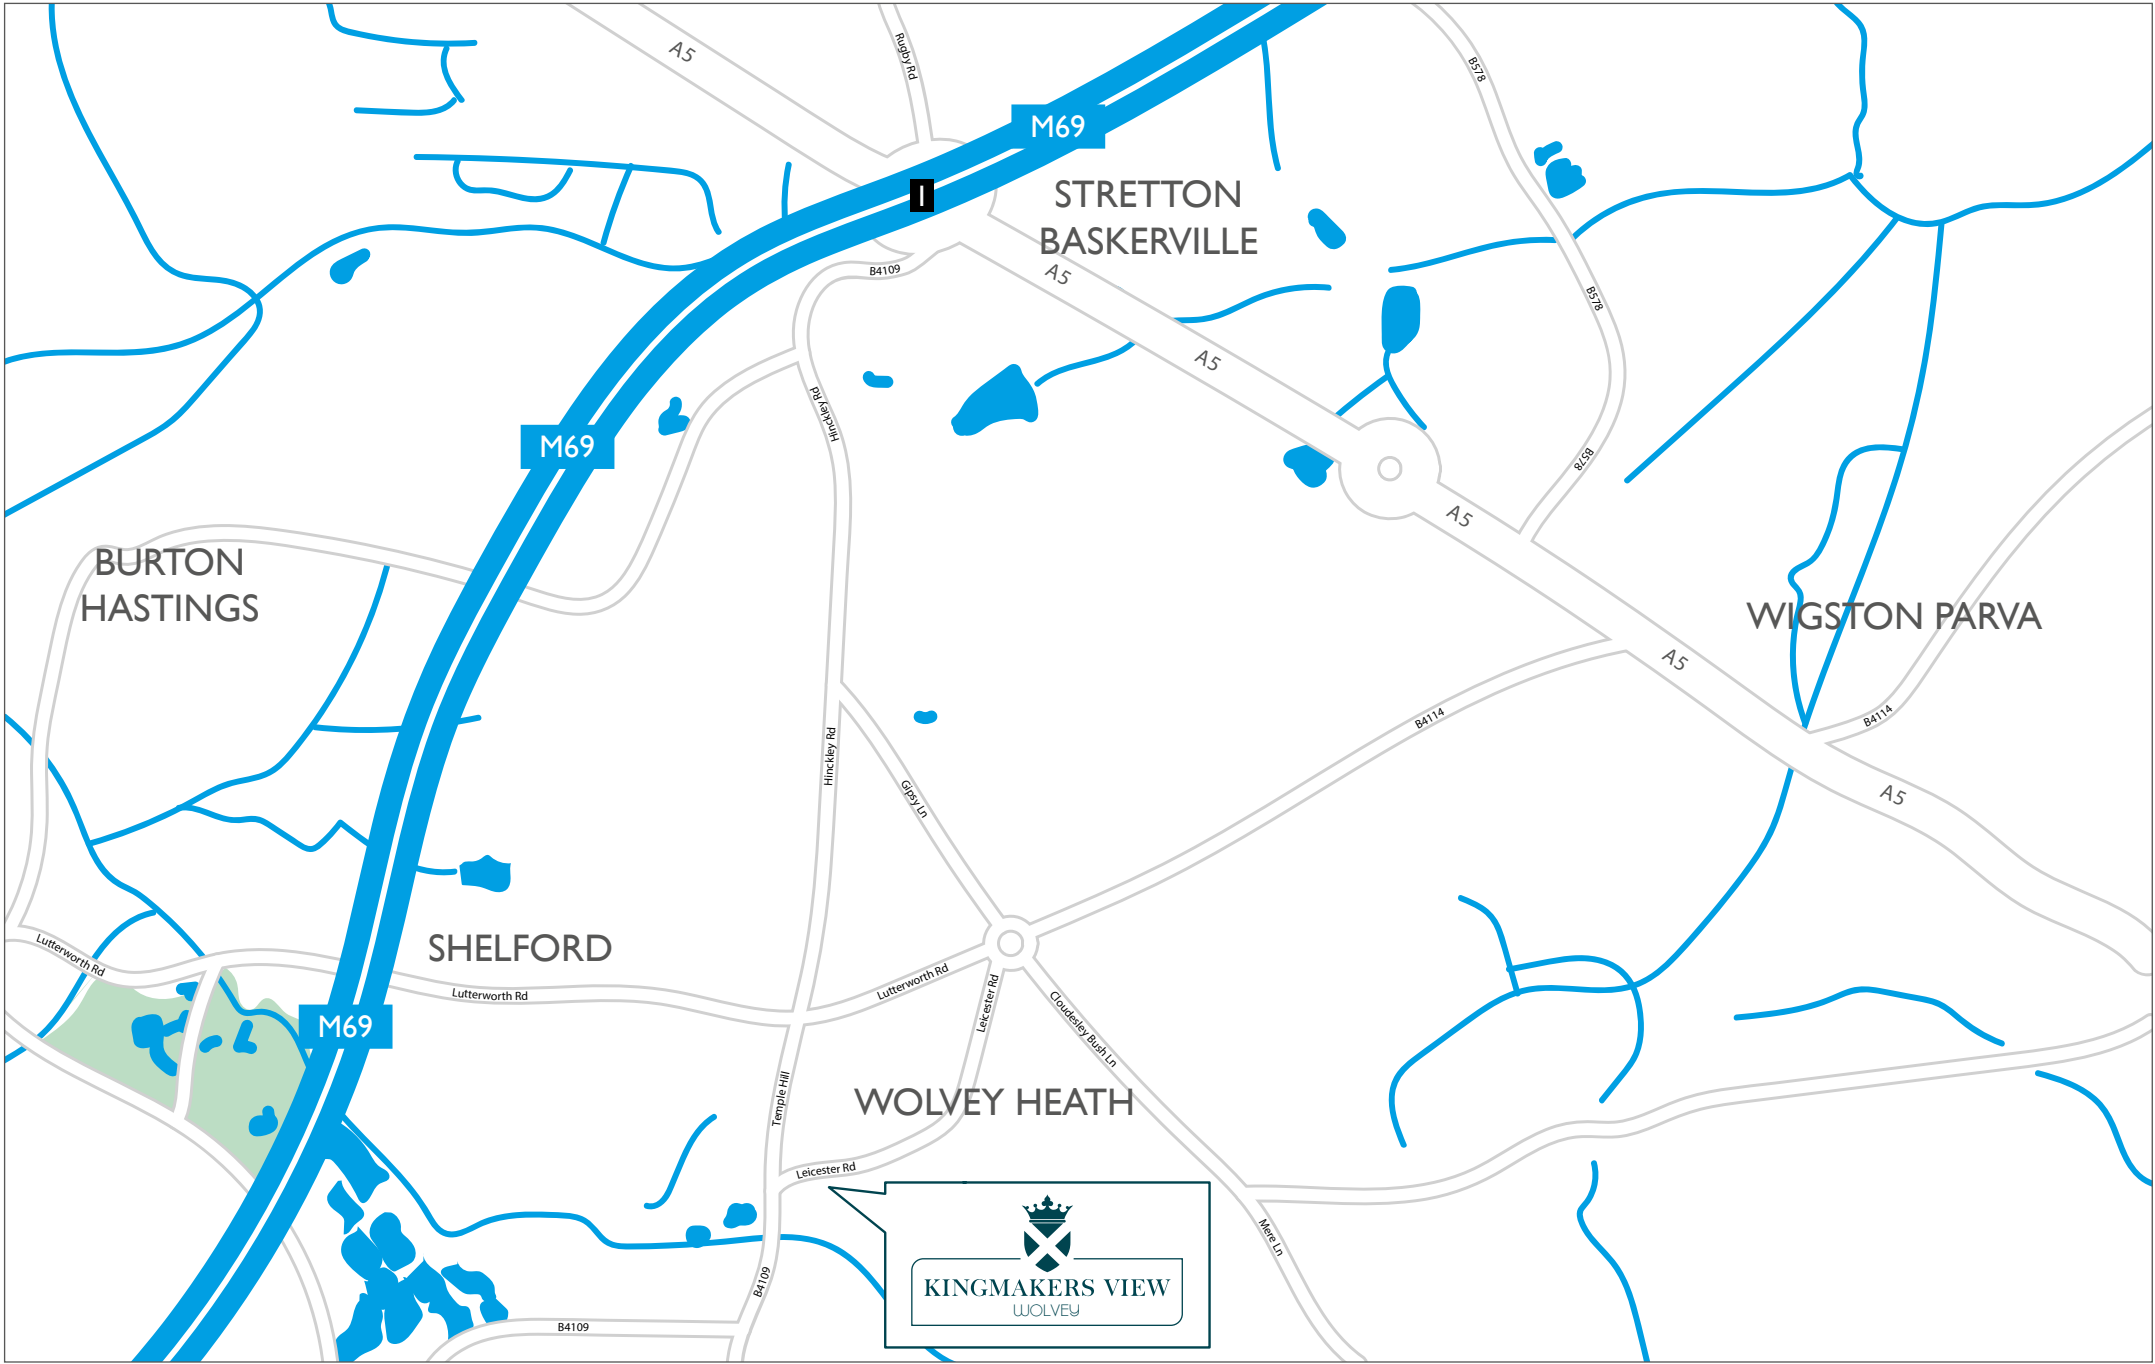 A5
Rugby Rd
B578
M69
1
STRETTON
BASKERVILLE
B4109
A5
B578
A5
Hinckley Rd
M69
B578
A5
BURTON
HASTINGS
WIGSTON PARVA
A5
B4114
B4114
Hinckley Rd
Gipsy Ln
A5
SHELFORD
Lutterworth Rd
Lutterworth Rd
Lutterworth Rd
Leicester Rd
Cloudesley Bush Ln
M69
Temple Hill
WOLVEY HEATH
Leicester Rd
Mere Ln
B4109
KINGMAKERS VIEW
WOLVEY
B4109